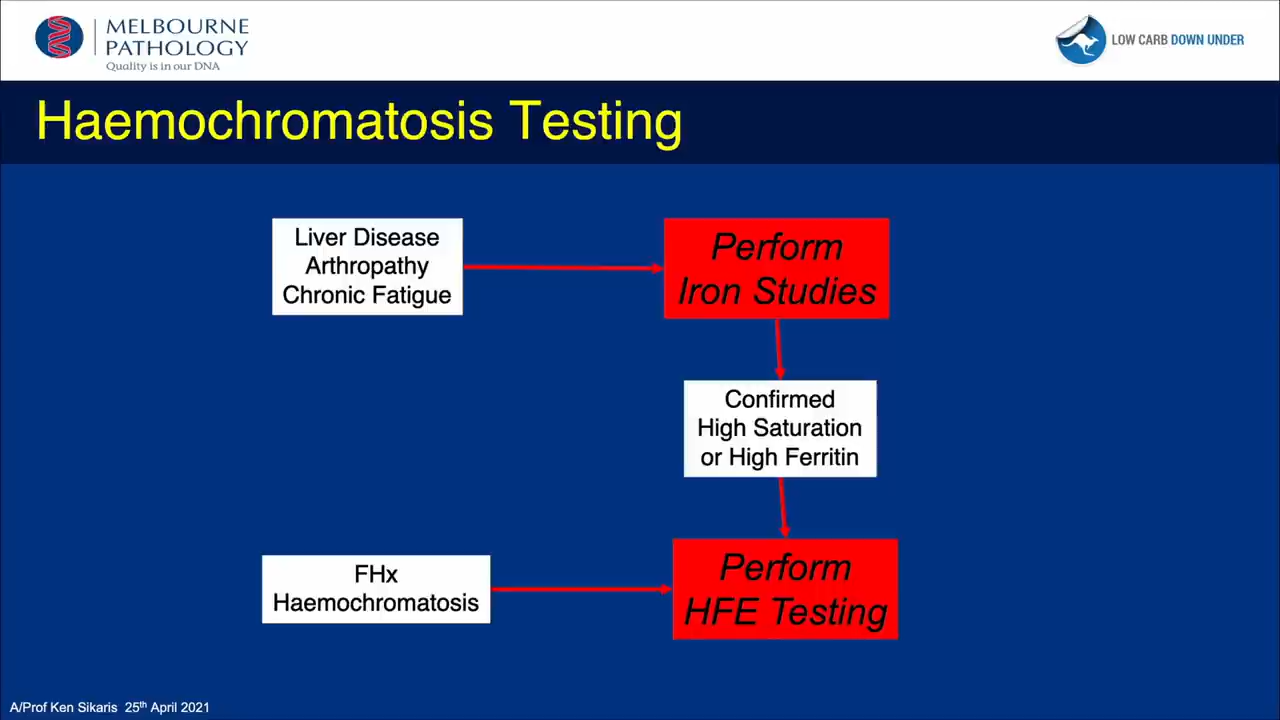 MELBOURNE
PATHOLOGY
Quality is in our DNA
LOW CARB DOWN UNDER
Haemochromatosis Testing
Liver Disease
Arthropathy
Chronic Fatigue
Perform
Iron Studies
Confirmed
High Saturation
or High Ferritin
FHx
Haemochromatosis
Perform
HFE Testing
A/Prof Ken Sikaris 25th April 2021